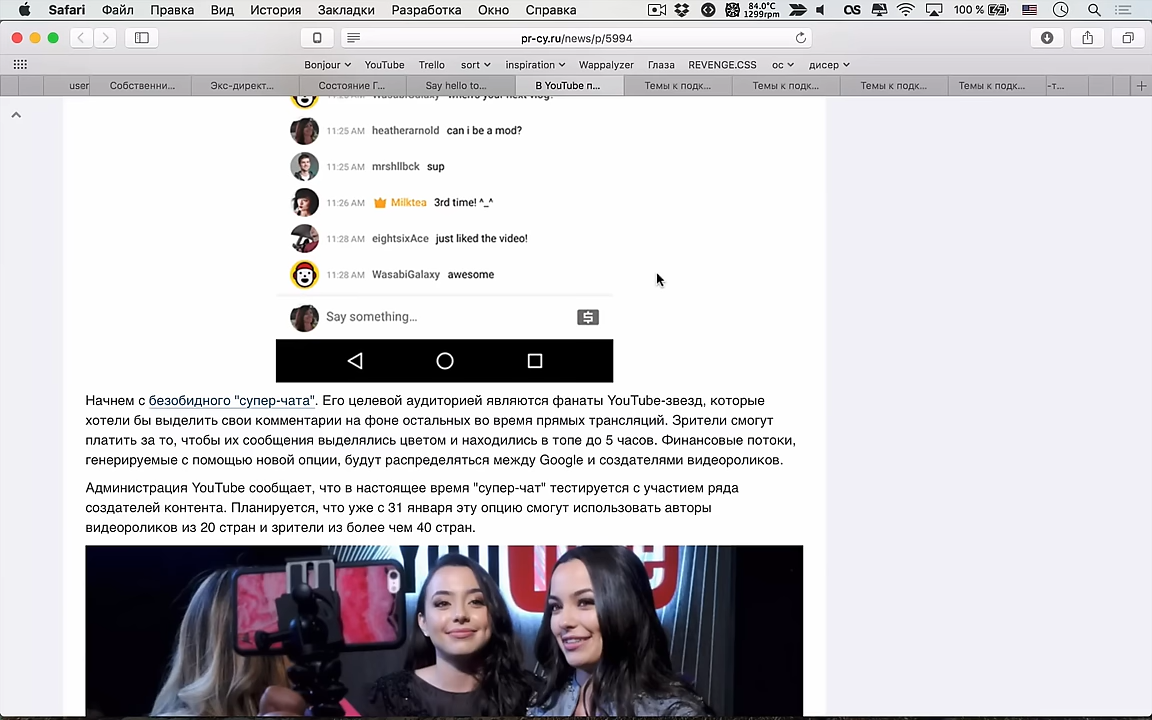 Safari Файл Правка Вид История Закладки Разработка Окно Справка 84.0°C 1299rpm OS 100 %
pr-cy.ru/news/p/5994
Bonjour YouTube Trello sort inspiration Wappalyzer Глаза REVENGE.CSS ос дисер
user Собственни... Экс-директ... Состояние Г... Say hello to... В YouTube п... Темы к подк... Темы к подк... Темы к подк... Темы к подк... -т...
WasabiGalaxy when's your next vlog?
11:25 AM heatherarnold can i be a mod?
11:25 AM mrshllbck sup
11:26 AM Milktea 3rd time! ^_^
11:28 AM eightsixAce just liked the video!
11:28 AM WasabiGalaxy awesome
Say something...
Начнем с безобидного "супер-чата". Его целевой аудиторией являются фанаты YouTube-звезд, которые
хотели бы выделить свои комментарии на фоне остальных во время прямых трансляций. Зрители смогут
платить за то, чтобы их сообщения выделялись цветом и находились в топе до 5 часов. Финансовые потоки,
генерируемые с помощью новой опции, будут распределяться между Google и создателями видеороликов.
Администрация YouTube сообщает, что в настоящее время "супер-чат" тестируется с участием ряда
создателей контента. Планируется, что уже с 31 января эту опцию смогут использовать авторы
видеороликов из 20 стран и зрители из более чем 40 стран.